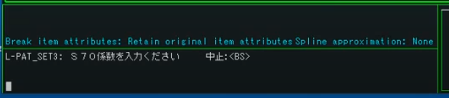 Break item attributes: Retain original item attributes Spline approximation: None
L-PAT_SET3: S70係数を入力ください 中止:<BS>